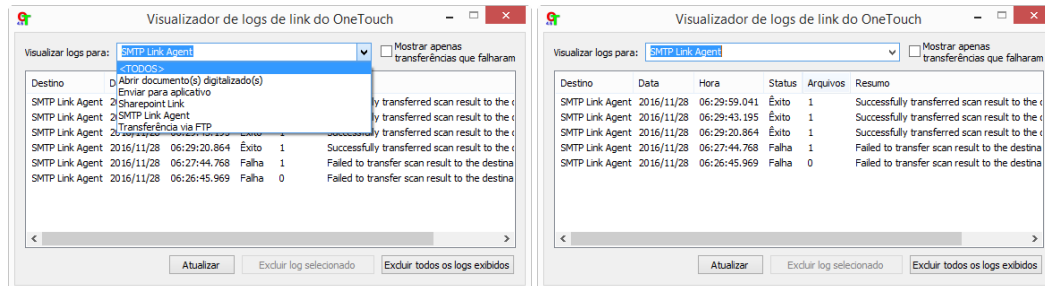 Visualizador de logs de link do OneTouch
Visualizar logs para: SMTP Link Agent
Mostrar apenas
transferências que falharam
<TODOS>
Abrir documento(s) digitalizado(s)
Enviar para aplicativo
Sharepoint Link
SMTP Link Agent
Transferência via FTP
Destino
SMTP Link Agent
SMTP Link Agent
SMTP Link Agent
SMTP Link Agent 2016/11/28 06:29:20.864 Êxito 1 Successfully transferred scan result to the
SMTP Link Agent 2016/11/28 06:27:44.768 Falha 1 Failed to transfer scan result to the destina
SMTP Link Agent 2016/11/28 06:26:45.969 Falha 0 Failed to transfer scan result to the destina
Atualizar Excluir log selecionado Excluir todos os logs exibidos
Visualizador de logs de link do OneTouch
Visualizar logs para: SMTP Link Agent
Mostrar apenas
transferências que falharam
Destino Data Hora Status Arquivos Resumo
SMTP Link Agent 2016/11/28 06:29:59.041 Êxito 1 Successfully transferred scan result to the
SMTP Link Agent 2016/11/28 06:29:43.195 Êxito 1 Successfully transferred scan result to the
SMTP Link Agent 2016/11/28 06:29:20.864 Êxito 1 Successfully transferred scan result to the
SMTP Link Agent 2016/11/28 06:27:44.768 Falha 1 Failed to transfer scan result to the destina
SMTP Link Agent 2016/11/28 06:26:45.969 Falha 0 Failed to transfer scan result to the destina
Atualizar Excluir log selecionado Excluir todos os logs exibidos